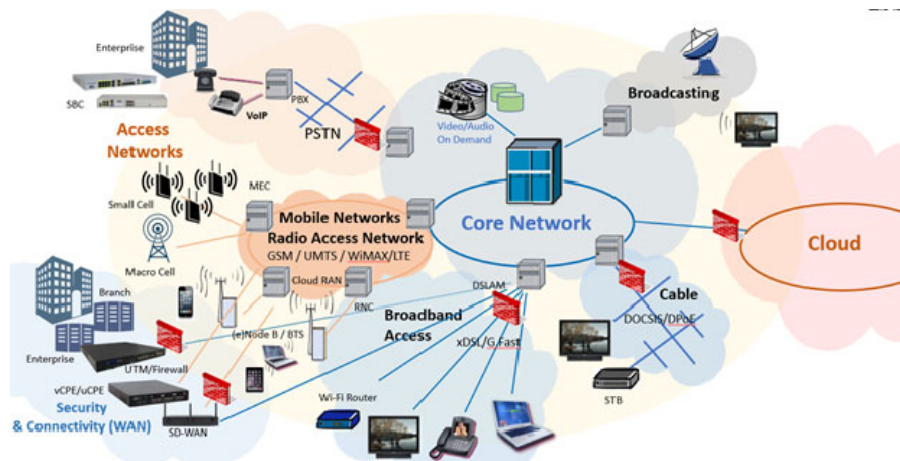 Enterprise
SBC
VoIP
PBX
PSTN
Access
Networks
Video/Audio
On Demand
Broadcasting
Small Cell
MEC
Macro Cell
Mobile Networks
Radio Access Network
GSM / UMTS / WiMAX/LTE
Cloud RAN
Core Network
Cloud
Branch
Enterprise
UTM/Firewall
vCPE/uCPE
Security
& Connectivity (WAN)
SD-WAN
(e)Node B / BTS
RNC
DSLAM
Broadband
Access
xDSL/G.Fast
Cable
DOCSIS/DPoE
STB
Wi-Fi Router